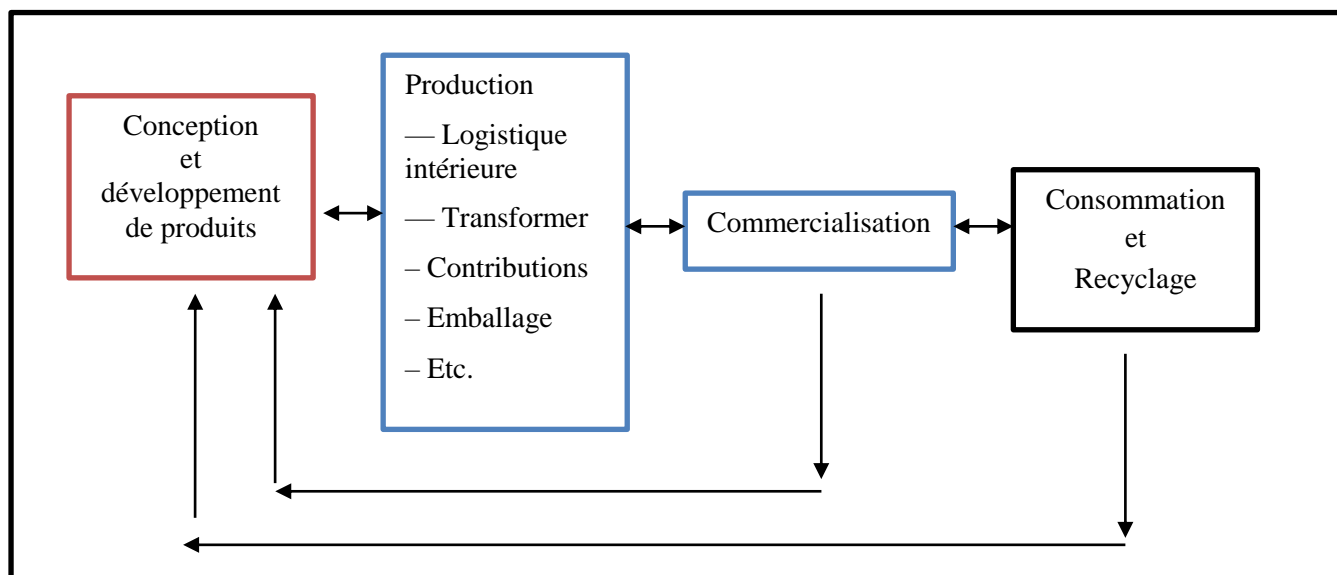 Conception
et
développement
de produits
Production
— Logistique
intérieure
— Transformer
– Contributions
– Emballage
– Etc.
Commercialisation
Consommation
et
Recyclage